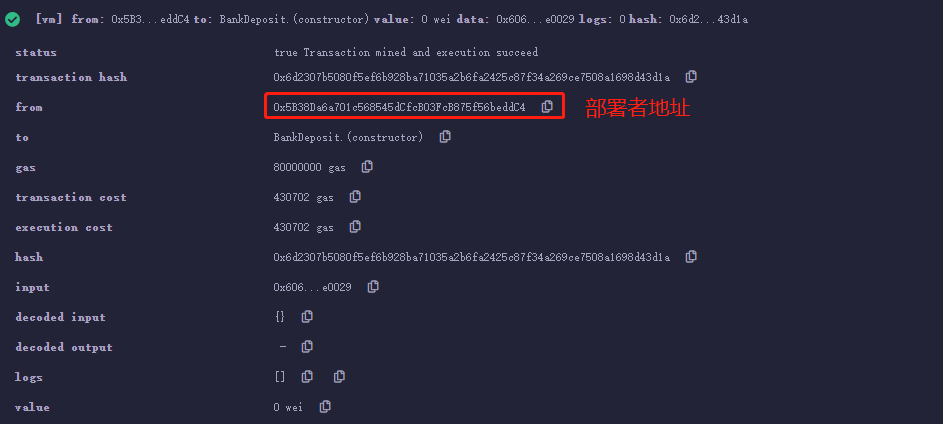 [vm] from: 0x5B3...eddC4 to: BankDeposit.(constructor) value: 0 wei data: 0x606...e0029 logs: 0 hash: 0x6d2...43d1a
status true Transaction mined and execution succeed
transaction hash 0x6d2307b5080f5ef6b928ba71035a2b6fa2425c87f34a269ce7508a1698d43d1a
from 0x5B38Da6a701c568545dCfcB03FcB875f56beddC4 部署者地址
to BankDeposit.(constructor)
gas 80000000 gas
transaction cost 430702 gas
execution cost 430702 gas
hash 0x6d2307b5080f5ef6b928ba71035a2b6fa2425c87f34a269ce7508a1698d43d1a
input 0x606...e0029
decoded input {}
decoded output -
logs []
value 0 wei